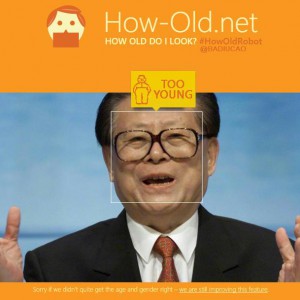 How-Old.net
HOW OLD DO I LOOK? #HowOldRobot
@BADIUCAO
TOO
YOUNG
Sorry if we didn't quite get the age and gender right - we are still improving this feature